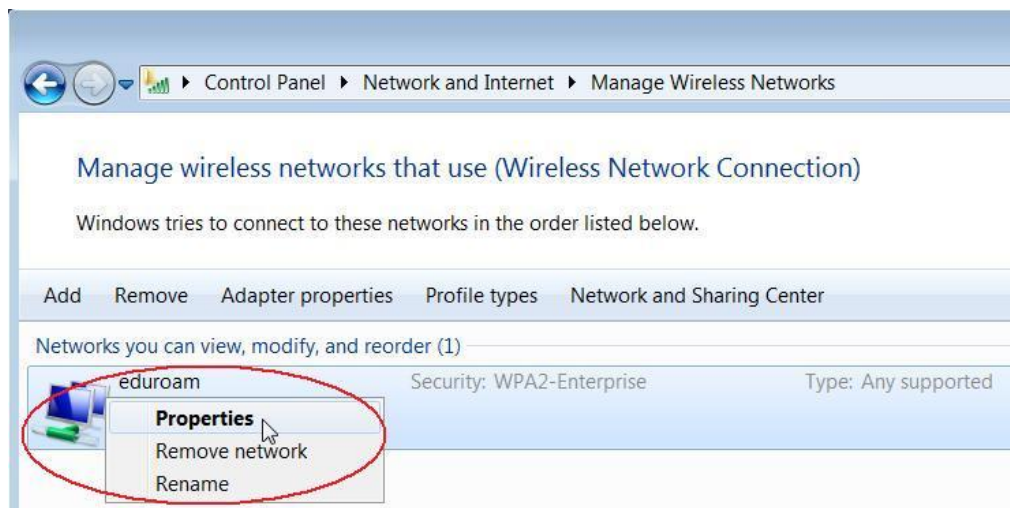 Control Panel ▸ Network and Internet ▸ Manage Wireless Networks
Manage wireless networks that use (Wireless Network Connection)
Windows tries to connect to these networks in the order listed below.
Add Remove Adapter properties Profile types Network and Sharing Center
Networks you can view, modify, and reorder (1)
eduroam Security: WPA2-Enterprise Type: Any supported
Properties
Remove network
Rename